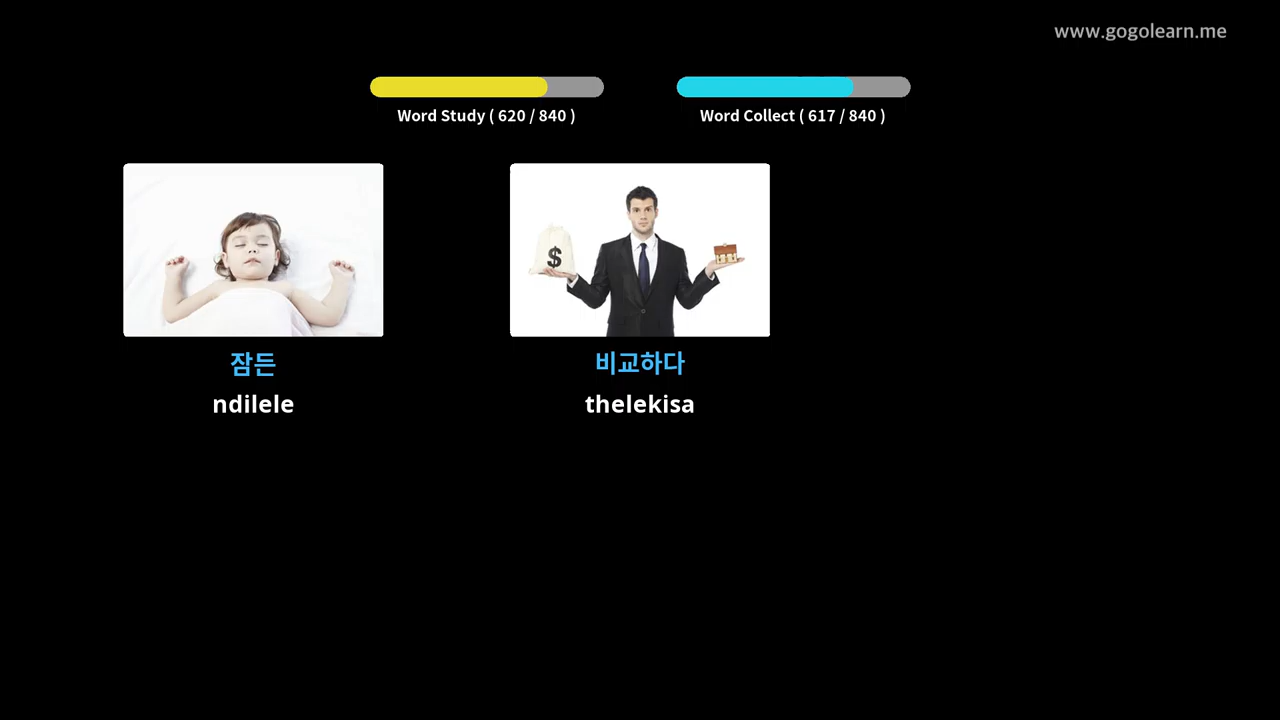 www.gogolearn.me
Word Study ( 620 / 840 )
Word Collect ( 617 / 840 )
$
잠든
ndilele
비교하다
thelekisa